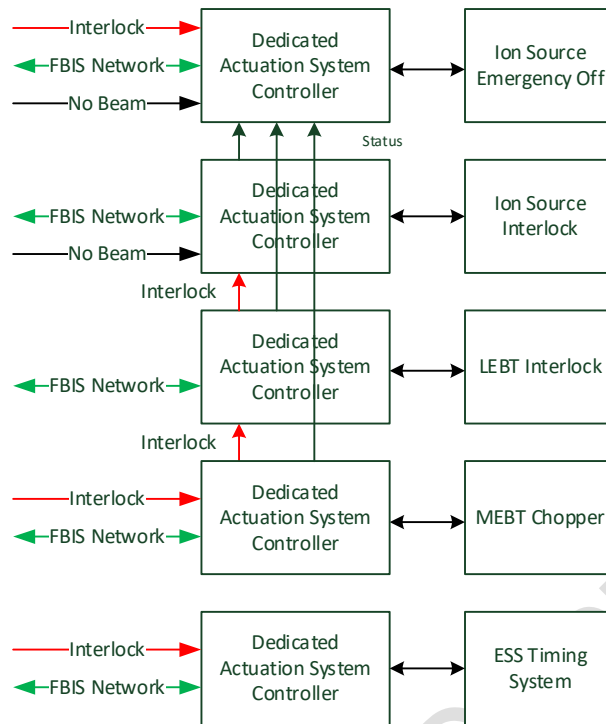 Interlock
FBIS Network
No Beam
Dedicated
Actuation System
Controller
Ion Source
Emergency Off
Status
FBIS Network
No Beam
Dedicated
Actuation System
Controller
Ion Source
Interlock
Interlock
FBIS Network
Dedicated
Actuation System
Controller
LEBT Interlock
Interlock
Interlock
FBIS Network
Dedicated
Actuation System
Controller
MEBT Chopper
Interlock
FBIS Network
Dedicated
Actuation System
Controller
ESS Timing
System